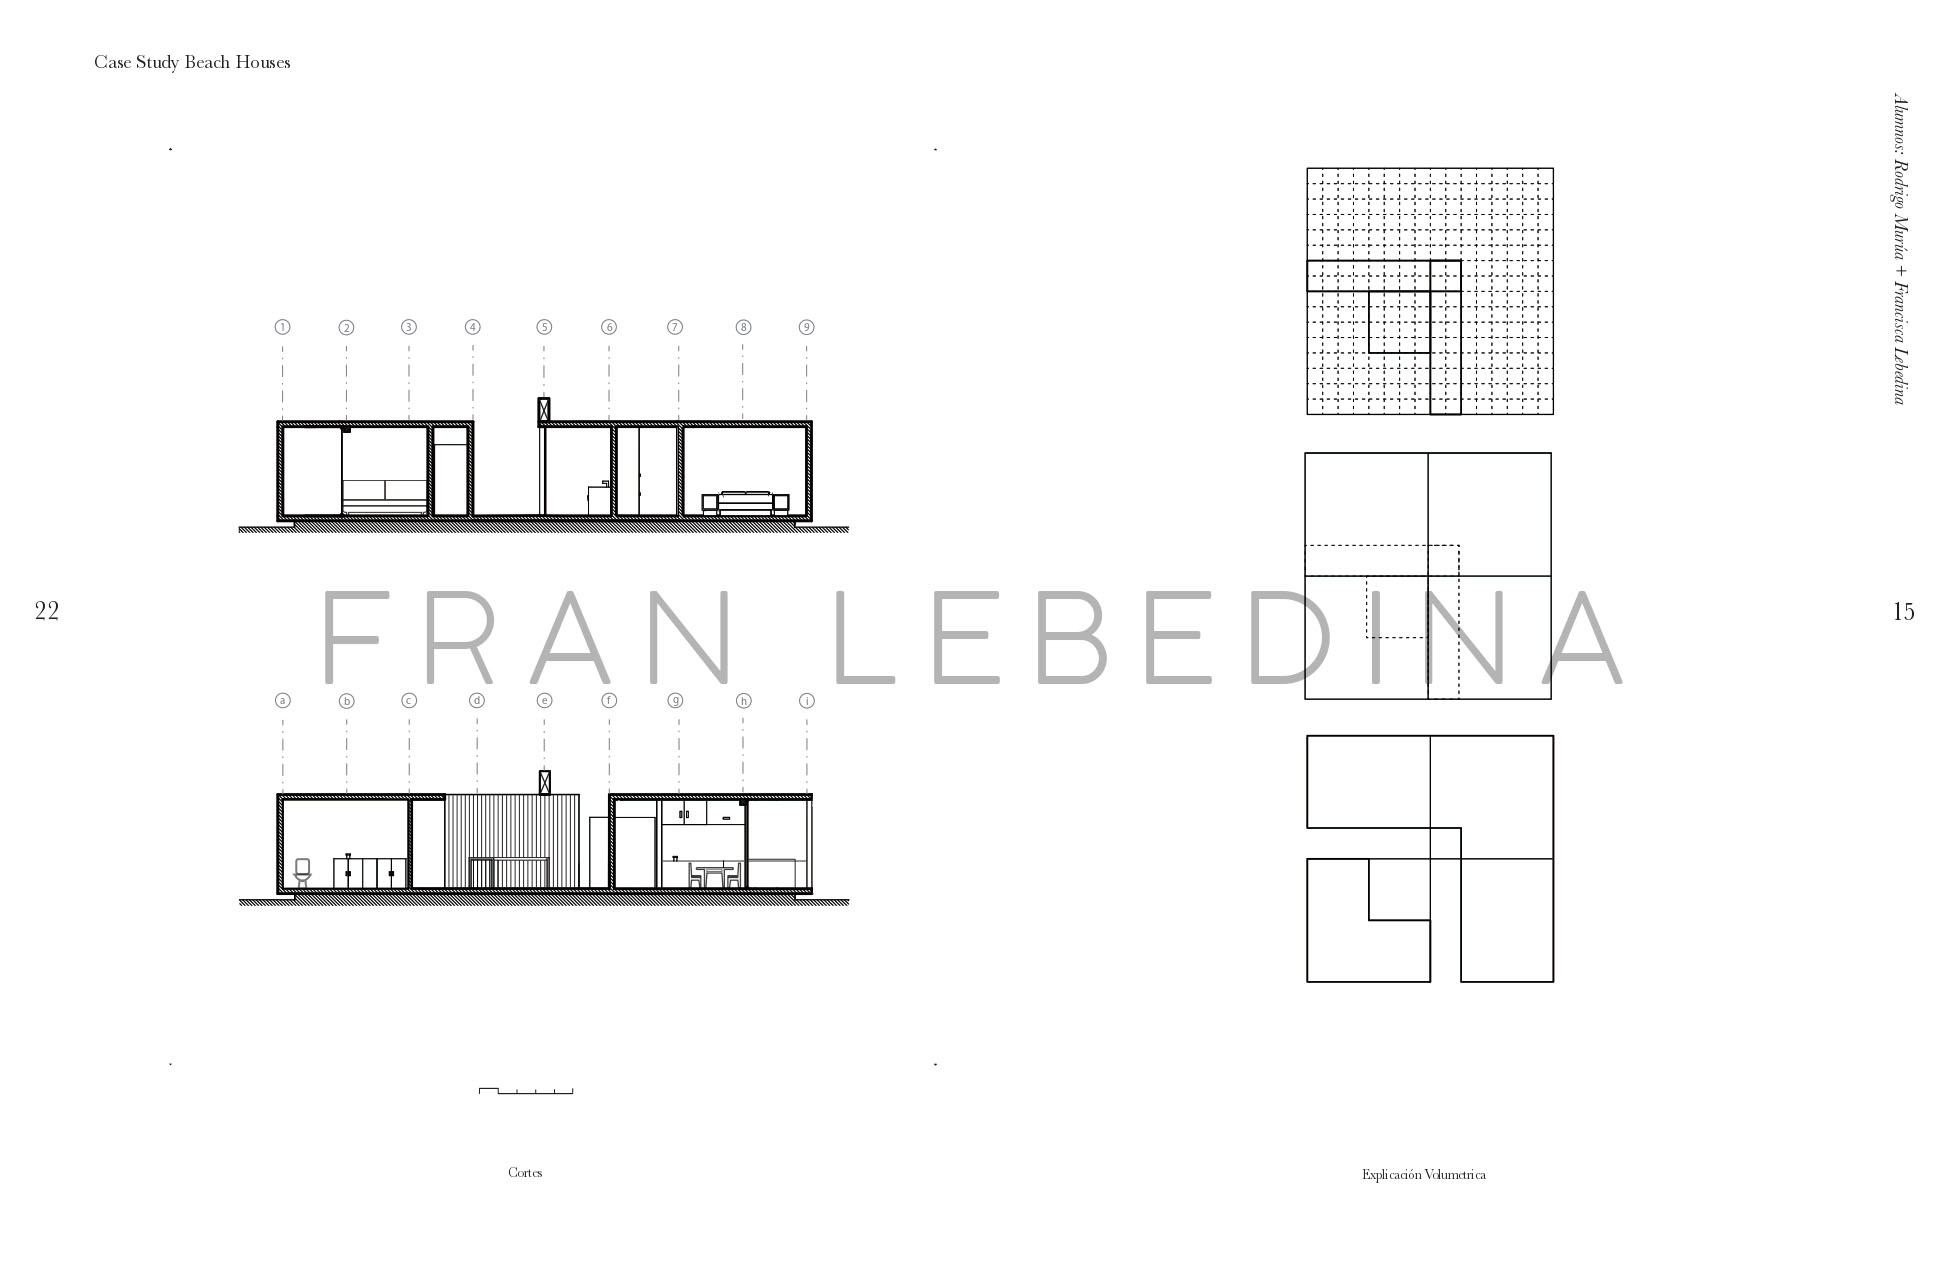 Case Study Beach Houses
Alumnos: Rodrigo Muría + Francisca Lebedina
1 2 3 4 5 6 7 8 9
22
FRAN LEBEDINA
15
a b c d e f g h i
Cortes
Explicación Volumetrica